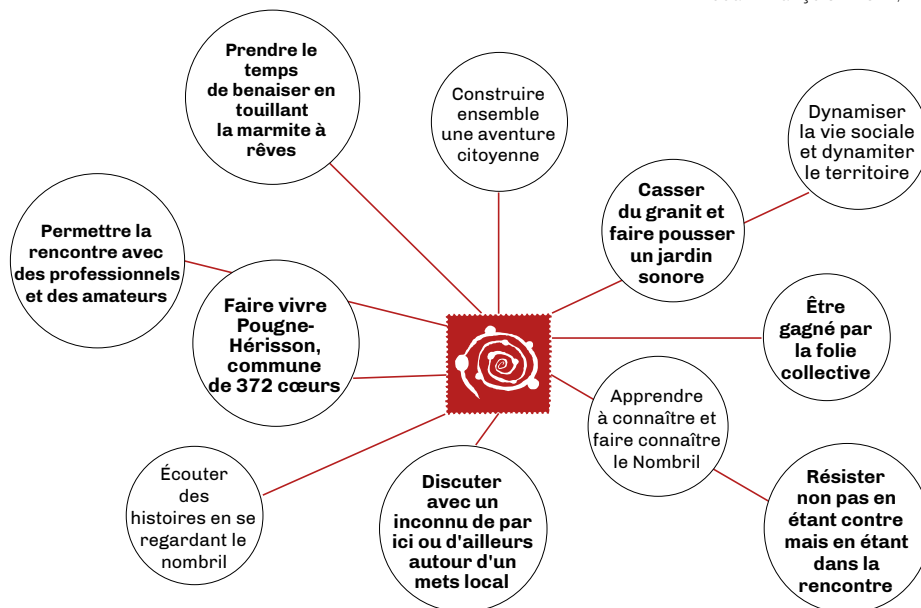 Prendre le
temps
de benaiser en
touillant
la marmite à
rêves
Construire
ensemble
une aventure
citoyenne
Dynamiser
la vie sociale
et dynamiter
le territoire
Casser
du granit et
faire pousser
un jardin
sonore
Permettre la
rencontre avec
des professionnels
et des amateurs
Faire vivre
Pougne-
Hérisson,
commune
de 372 cœurs
Être
gagné par
la folie
collective
Apprendre
à connaître et
faire connaître
le Nombril
Écouter
des
histoires en se
regardant le
nombril
Discuter
avec un
inconnu de par
ici ou d'ailleurs
autour d'un
mets local
Résister
non pas en
étant contre
mais en étant
dans la
rencontre